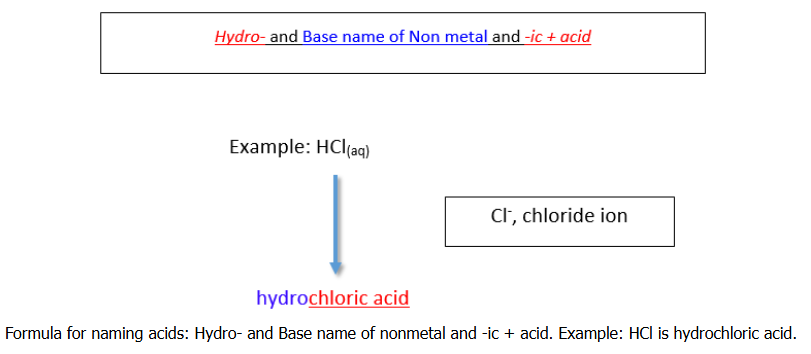 Hydro- and Base name of Non metal and -ic + acid
Example: HCl(aq)
Cl⁻, chloride ion
hydrochloric acid
Formula for naming acids: Hydro- and Base name of nonmetal and -ic + acid. Example: HCl is hydrochloric acid.